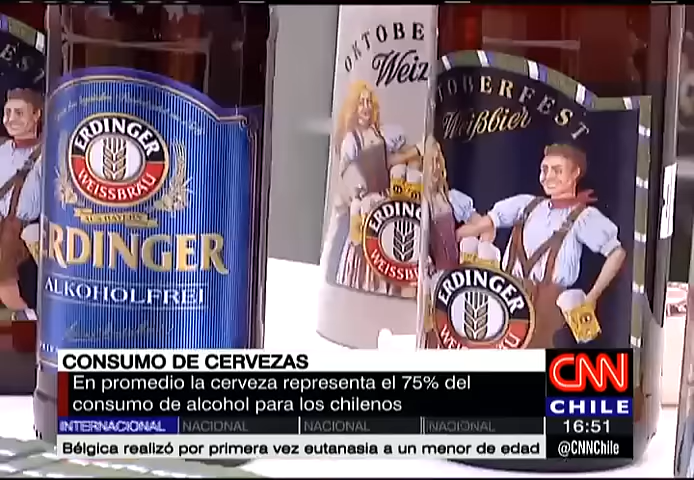 OKTOBE
Weiz
TOBERFEST
Weißbier
ERDINGER
WEISSBRÄU
ERDINGER
ALKOHOLFREI
ERDING
WEISSB
ERDINGER
CONSUMO DE CERVEZAS
En promedio la cerveza representa el 75% del
consumo de alcohol para los chilenos
INTERNACIONAL NACIONAL NACIONAL NACIONAL
Bélgica realizó por primera vez eutanasia a un menor de edad
CNN
CHILE
16:51
@CNNChile